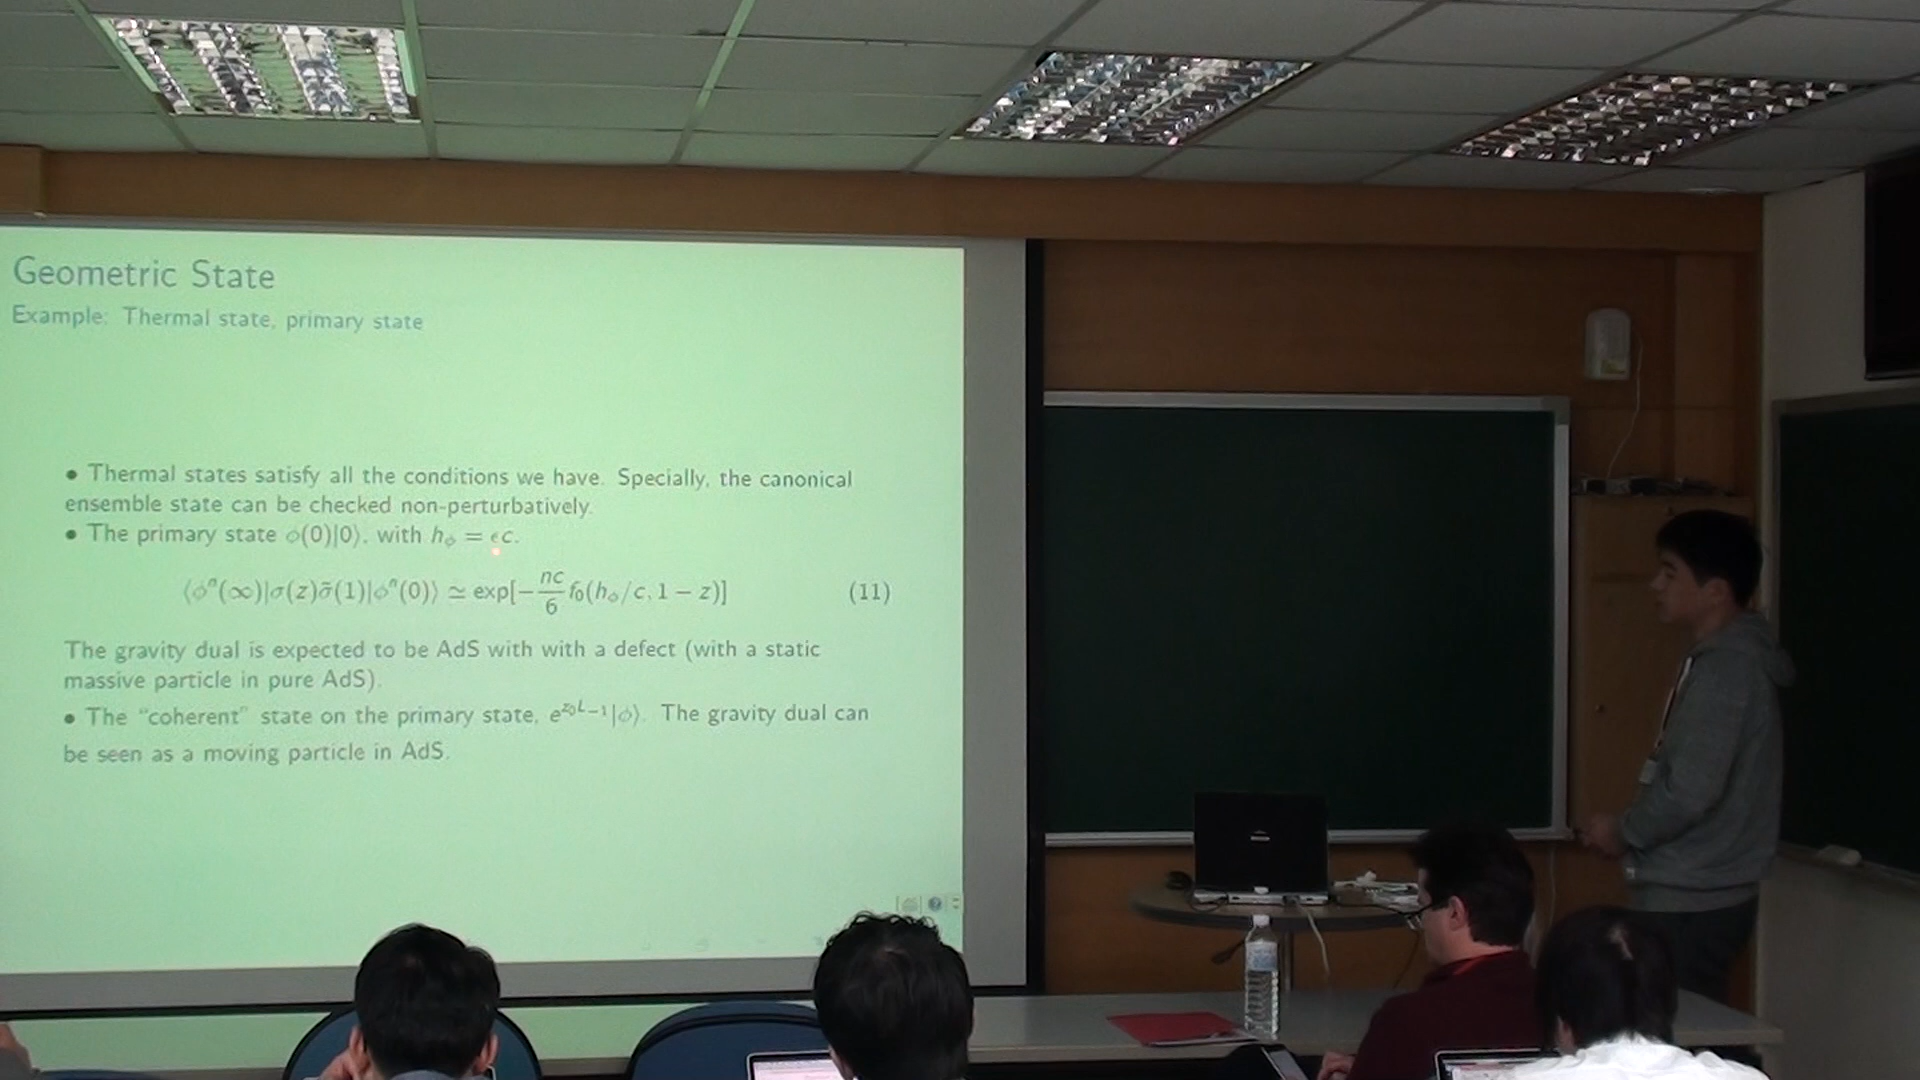 Geometric State
Example: Thermal state, primary state
• Thermal states satisfy all the conditions we have. Specially, the canonical
ensemble state can be checked non-perturbatively.
• The primary state ϕ(0)|0⟩, with h_ϕ = ϵc.
⟨ϕⁿ(∞)|σ(z)σ̃(1)|ϕⁿ(0)⟩ ≃ exp[−nc/6 f₀(h_ϕ/c, 1 − z)] (11)
The gravity dual is expected to be AdS with with a defect (with a static
massive particle in pure AdS).
• The “coherent” state on the primary state, e^{z₀L−1}|ϕ⟩. The gravity dual can
be seen as a moving particle in AdS.